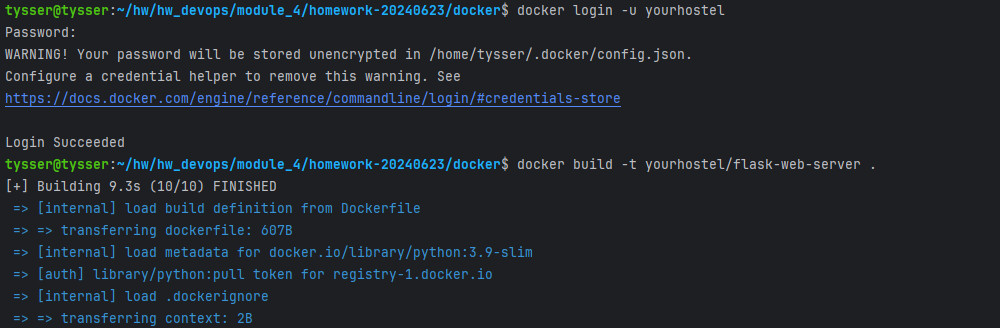 tysser@tysser:~/hw/hw_devops/module_4/homework-20240623/docker$ docker login -u yourhostel
Password:
WARNING! Your password will be stored unencrypted in /home/tysser/.docker/config.json.
Configure a credential helper to remove this warning. See
https://docs.docker.com/engine/reference/commandline/login/#credentials-store

Login Succeeded
tysser@tysser:~/hw/hw_devops/module_4/homework-20240623/docker$ docker build -t yourhostel/flask-web-server .
[+] Building 9.3s (10/10) FINISHED
 => [internal] load build definition from Dockerfile
 => => transferring dockerfile: 607B
 => [internal] load metadata for docker.io/library/python:3.9-slim
 => [auth] library/python:pull token for registry-1.docker.io
 => [internal] load .dockerignore
 => => transferring context: 2B